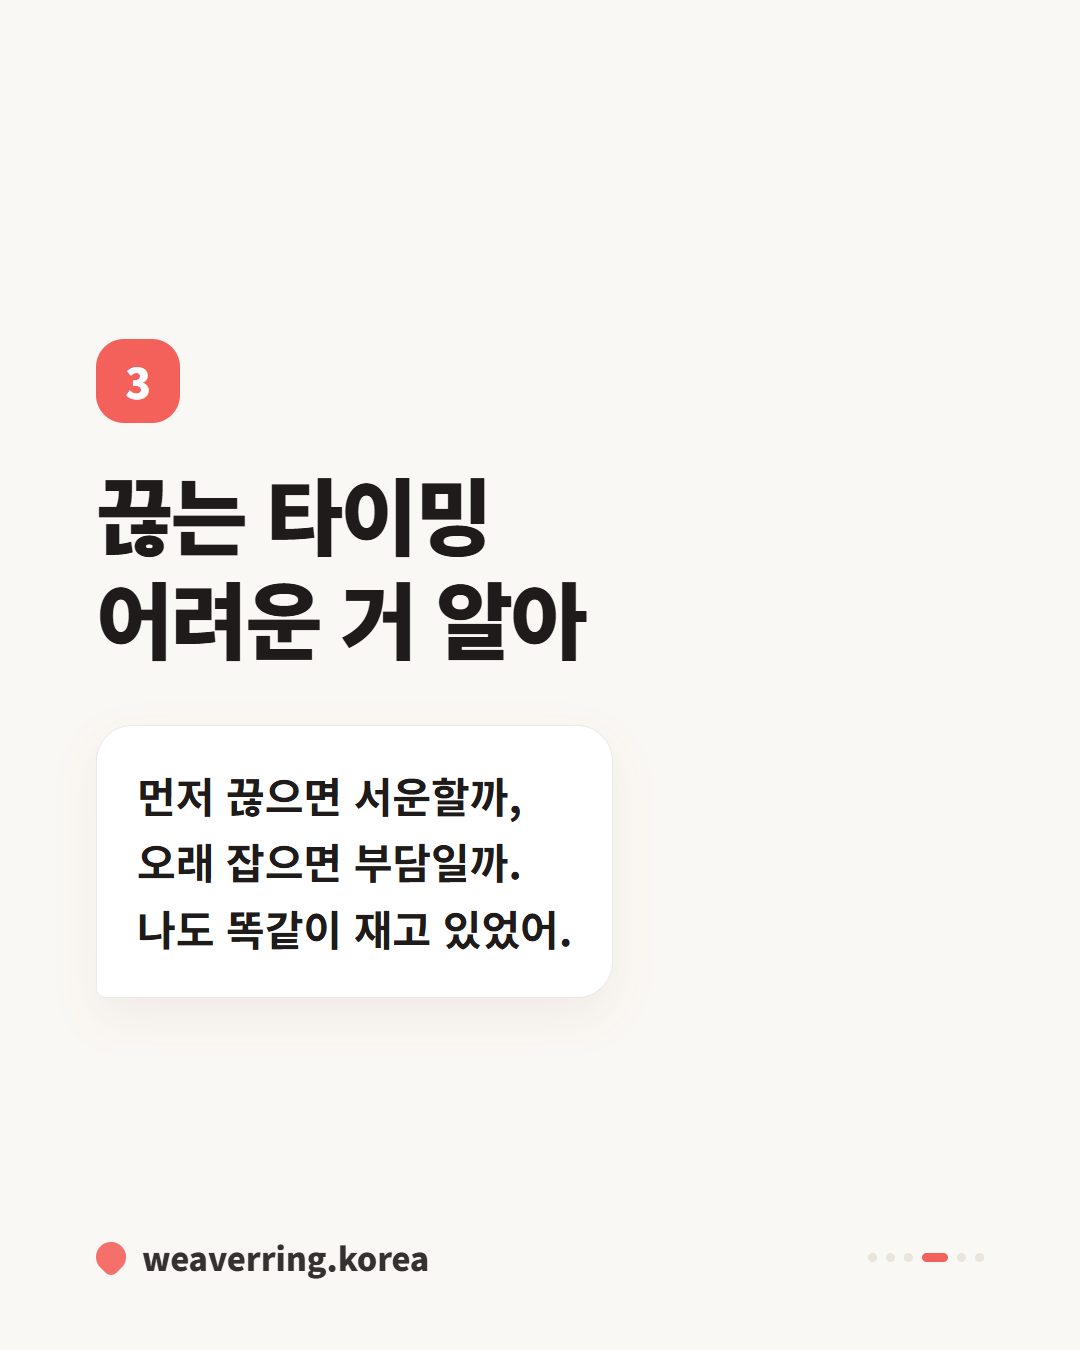 3
끊는 타이밍
어려운 거 알아
먼저 끊으면 서운할까,
오래 잡으면 부담일까.
나도 똑같이 재고 있었어.
weaverring.korea